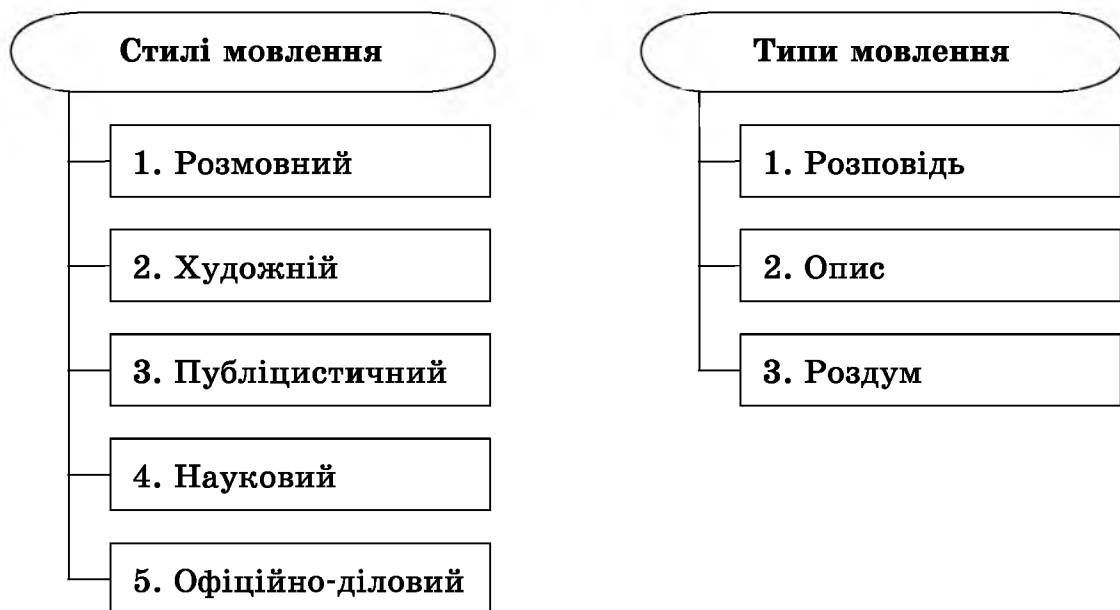 Стилі мовлення
1. Розмовний
2. Художній
3. Публіцистичний
4. Науковий
5. Офіційно-діловий
Типи мовлення
1. Розповідь
2. Опис
3. Роздум